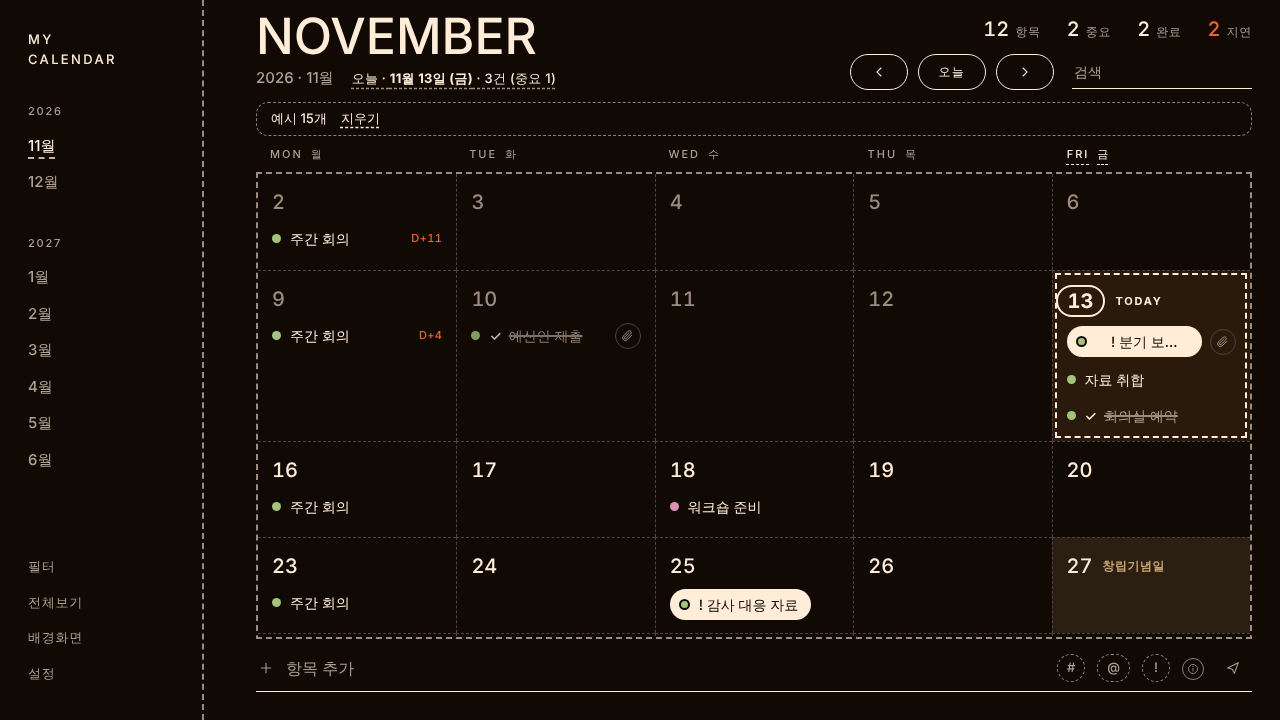 MY
CALENDAR
2026
11월
12월
2027
1월
2월
3월
4월
5월
6월
필터
전체보기
배경화면
설정
NOVEMBER
12 항목 2 중요 2 완료 2 지연
2026 · 11월 오늘 · 11월 13일 (금) · 3건 (중요 1)
오늘
검색
예시 15개 지우기
MON 월 TUE 화 WED 수 THU 목 FRI 금
2 3 4 5 6
주간 회의 D+11
9 10 11 12 13 TODAY
주간 회의 D+4
예산안 제출
! 분기 보...
자료 취합
회의실 예약
16 17 18 19 20
주간 회의
워크숍 준비
23 24 25 26 27 창립기념일
주간 회의
! 감사 대응 자료
+ 항목 추가 # @ !